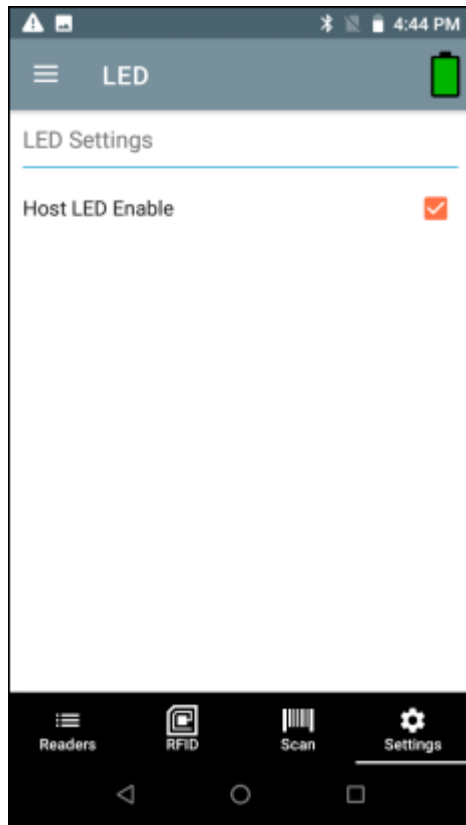 4:44 PM
LED
LED Settings
Host LED Enable
Readers
RFID
Scan
Settings